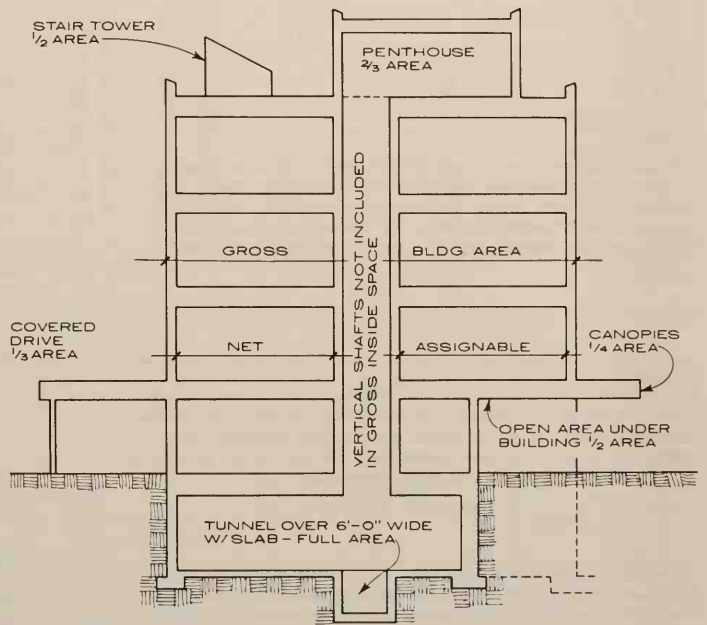 STAIR TOWER
1/2 AREA
PENTHOUSE
2/3 AREA
VERTICAL SHAFTS NOT INCLUDED
IN GROSS INSIDE SPACE
GROSS
BLDG AREA
COVERED
DRIVE
1/3 AREA
NET
ASSIGNABLE
CANOPIES
1/4 AREA
OPEN AREA UNDER
BUILDING 1/2 AREA
TUNNEL OVER 6'-0" WIDE
W/ SLAB - FULL AREA